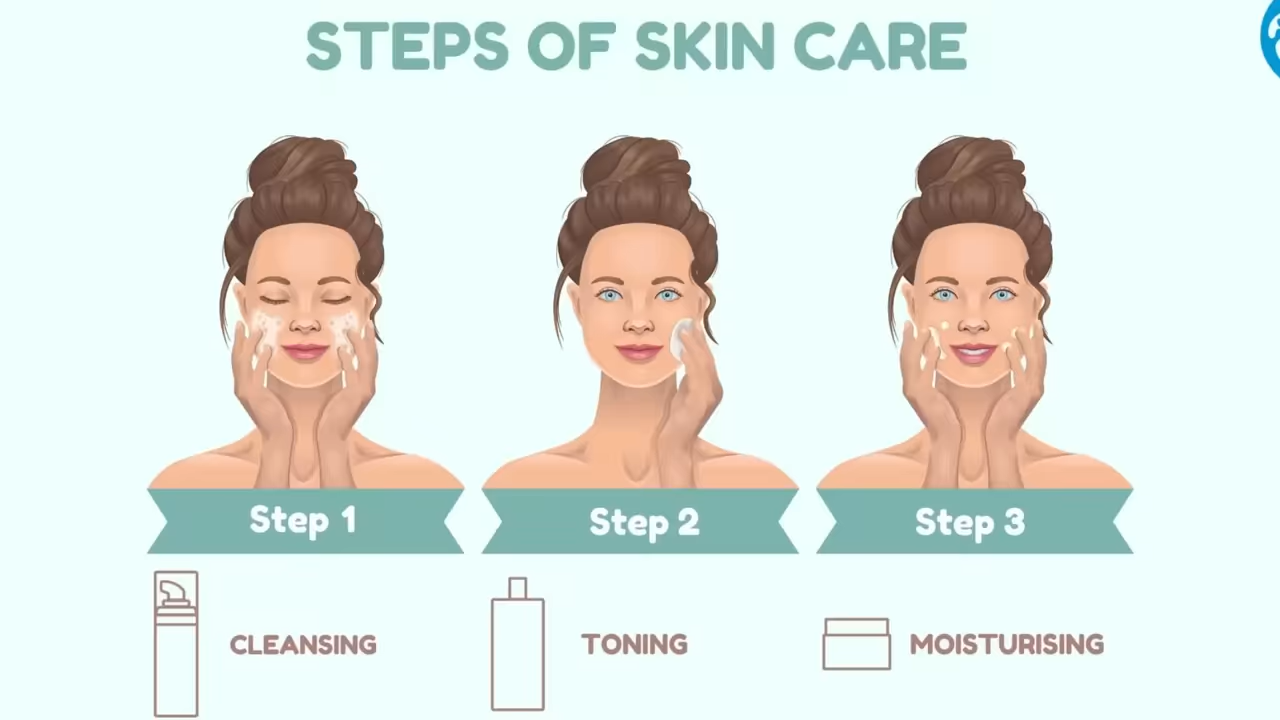 STEPS OF SKIN CARE
Step 1
Step 2
Step 3
CLEANSING
TONING
MOISTURISING